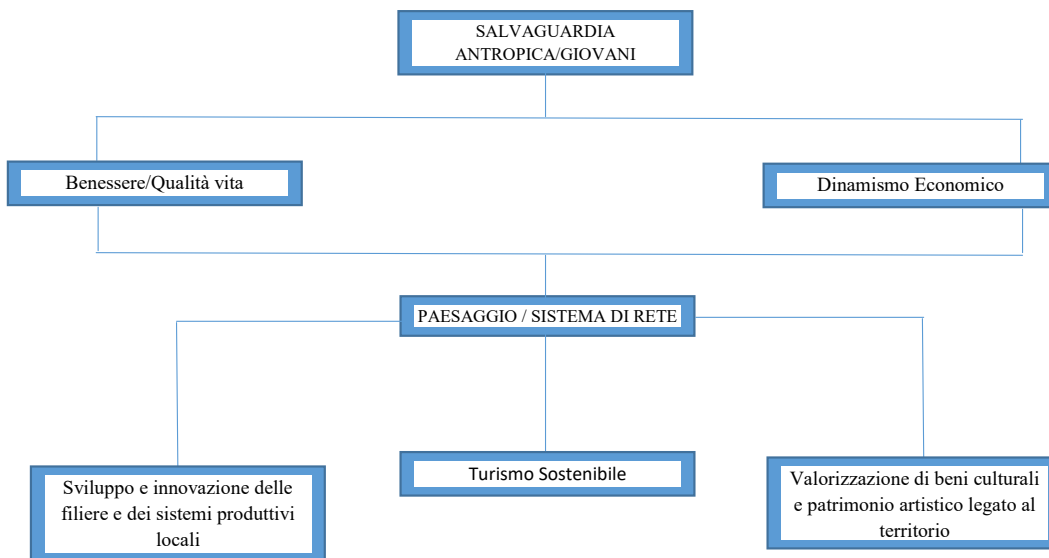 SALVAGUARDIA
ANTROPICA/GIOVANI
Benessere/Qualità vita
Dinamismo Economico
PAESAGGIO / SISTEMA DI RETE
Sviluppo e innovazione delle
filiere e dei sistemi produttivi
locali
Turismo Sostenibile
Valorizzazione di beni culturali
e patrimonio artistico legato al
territorio